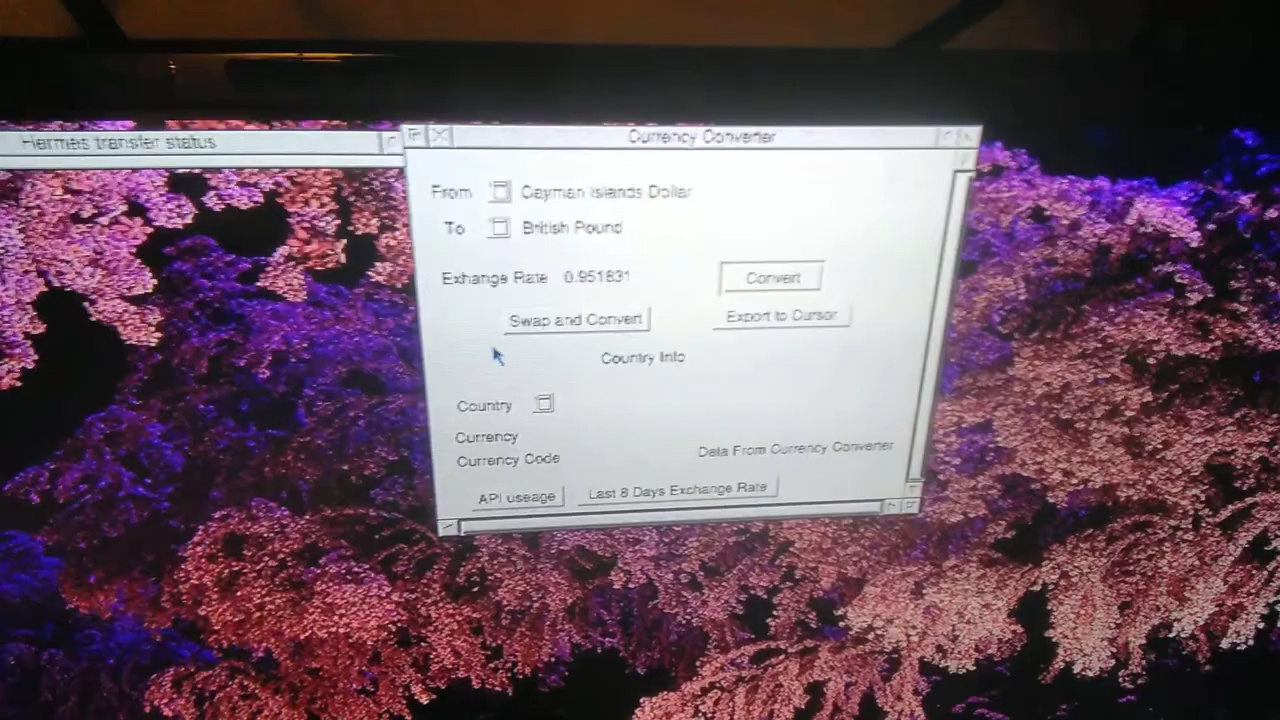 Hermes transfer status
Currency Converter
From Cayman Islands Dollar
To British Pound
Exhange Rate 0.951831 Convert
Swap and Convert Export to Cursor
Country Info
Country
Currency
Currency Code Data From Currency Converter
API useage Last 8 Days Exchange Rate